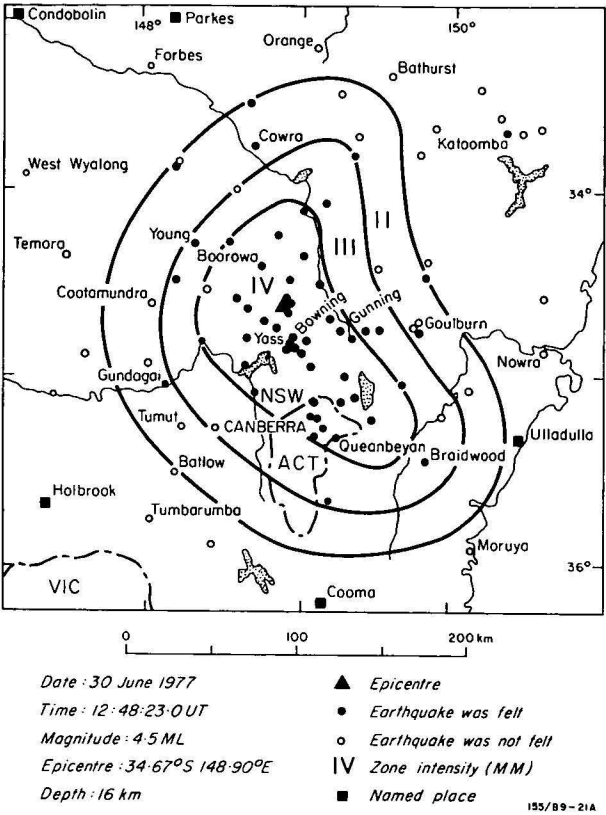 Condobolin
Parkes
148°
150°
Orange
Forbes
Bathurst
Cowra
Katoomba
West Wyalong
34°
II
Young
III
Temora
Boorowa
IV
Cootamundra
Bowning
Gunning
Goulburn
Yass
Nowra
Gundagai
NSW
Tumut
CANBERRA
Ulladulla
Queanbeyan
ACT
Braidwood
Batlow
Holbrook
Tumbarumba
Moruya
36°
VIC
Cooma
0 100 200 km
Date : 30 June 1977
Time : 12:48:23·0 UT
Magnitude : 4·5 ML
Epicentre : 34·67°S 148·90°E
Depth : 16 km
Epicentre
Earthquake was felt
Earthquake was not felt
IV Zone intensity (MM)
Named place
155/B9-21A